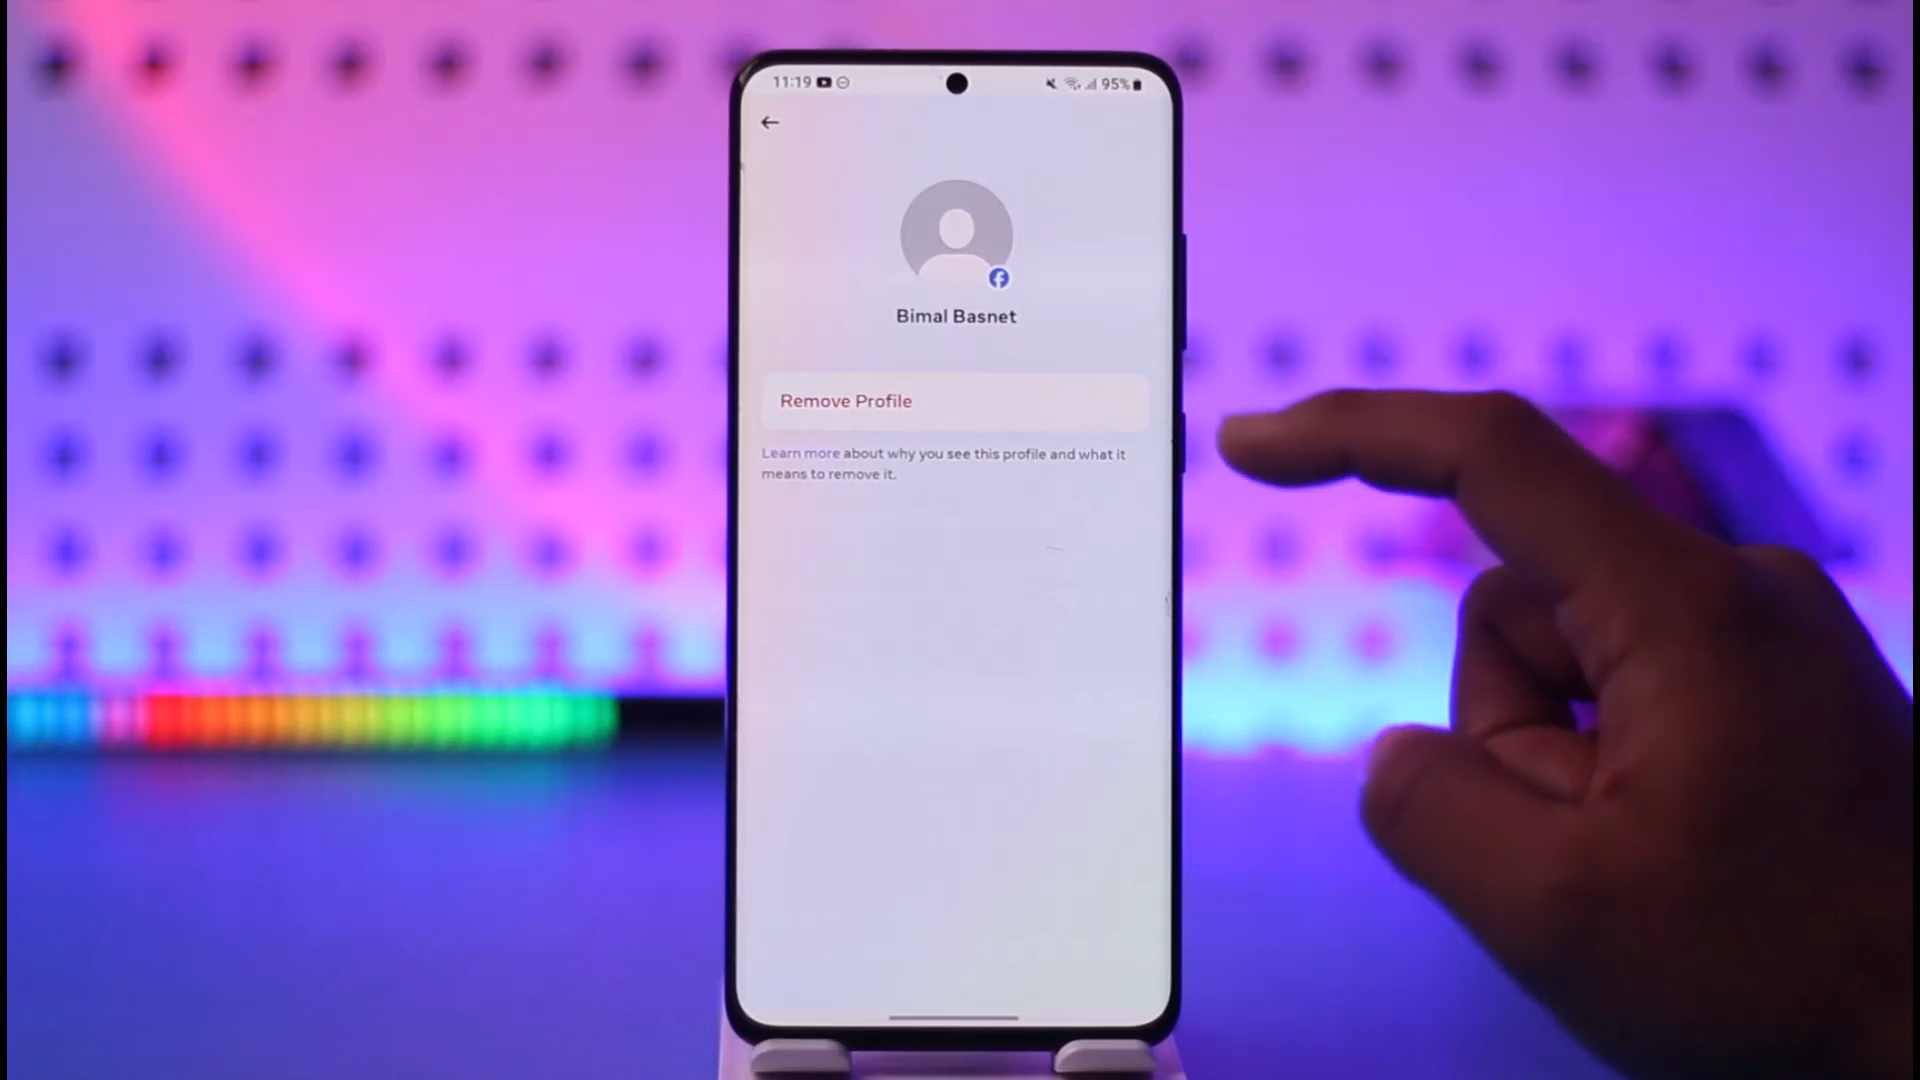 11:19 95%
Bimal Basnet
Remove Profile
Learn more about why you see this profile and what it
means to remove it.